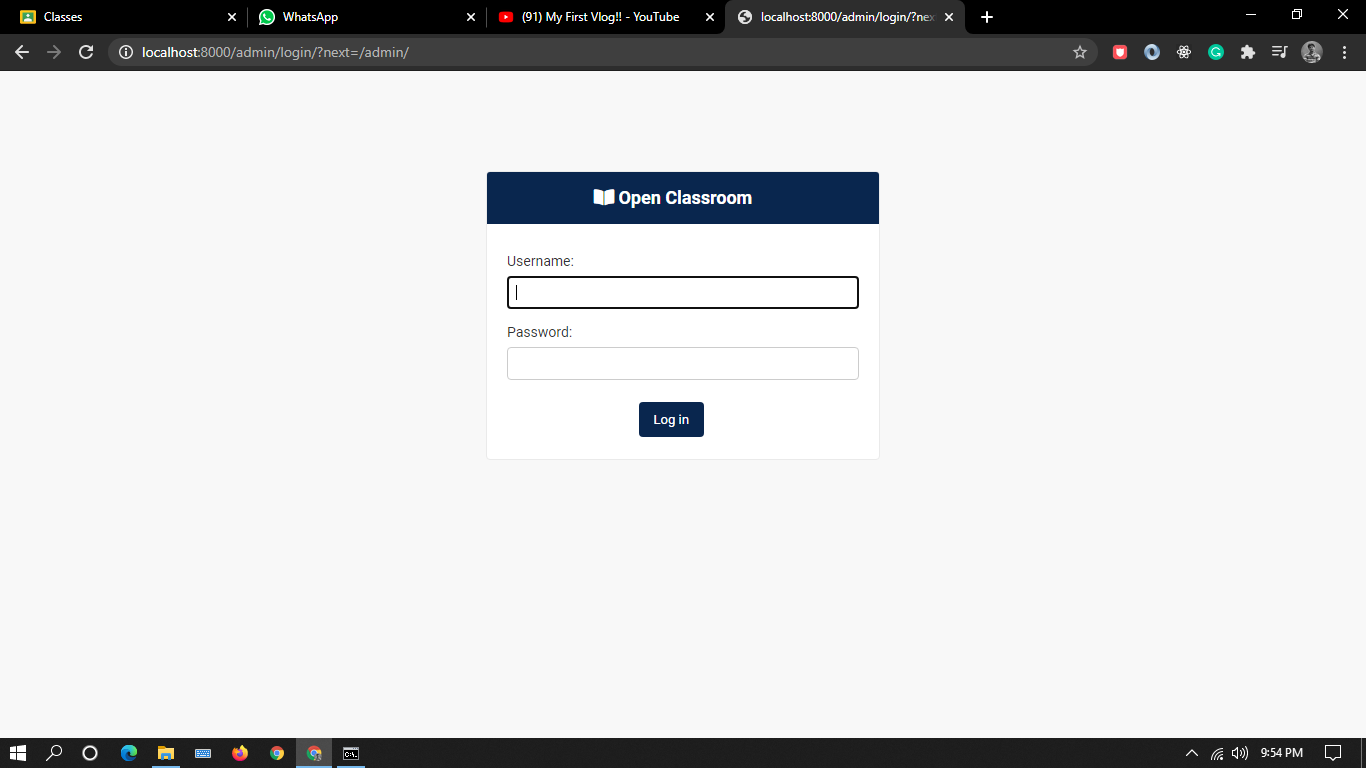 Classes
WhatsApp
(91) My First Vlog!! - YouTube
localhost:8000/admin/login/?nex
localhost:8000/admin/login/?next=/admin/
Open Classroom
Username:
Password:
Log in
9:54 PM